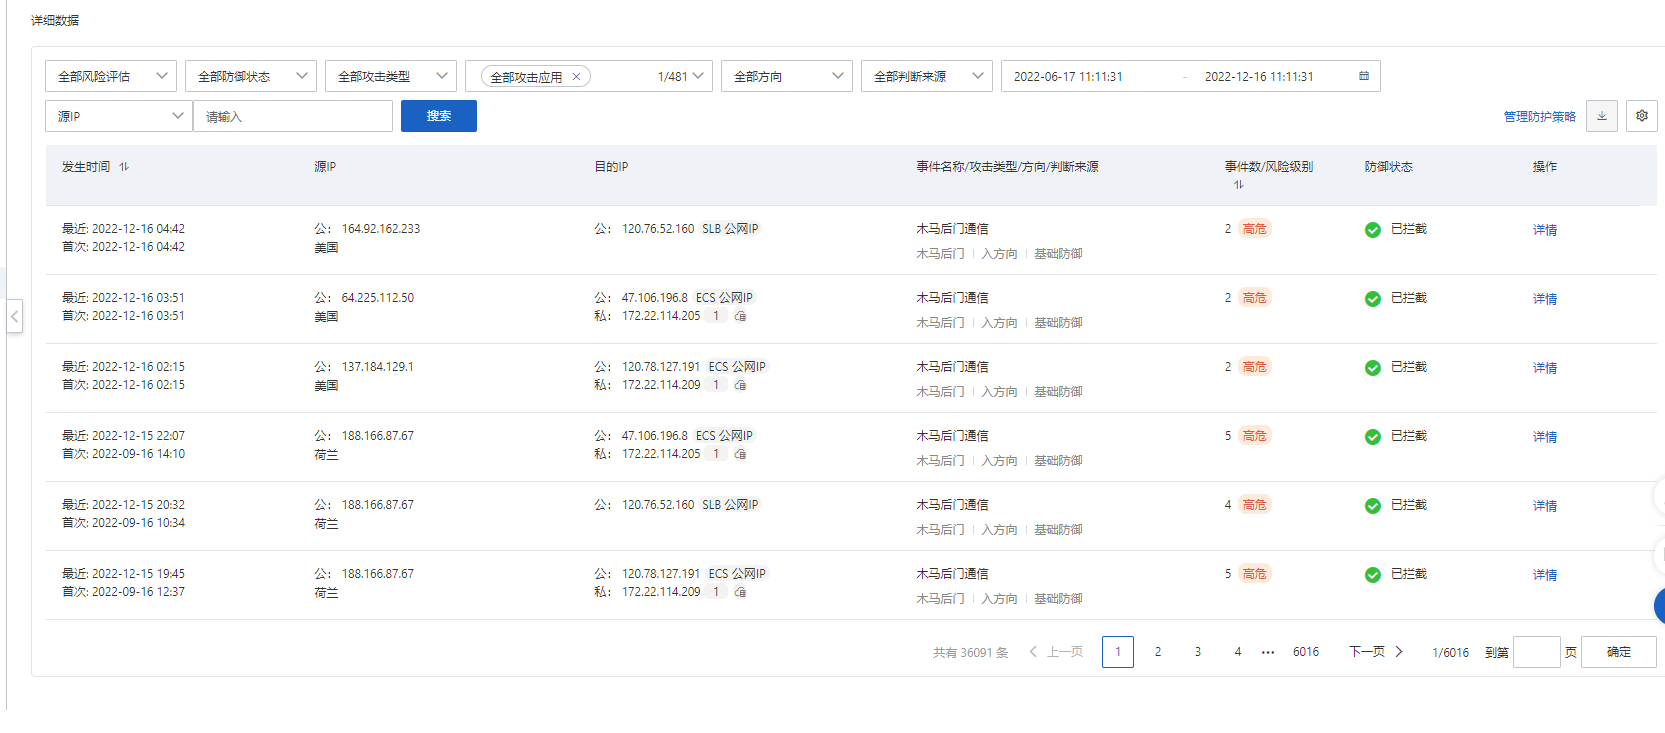 详细数据
全部风险评估 全部防御状态 全部攻击类型 全部攻击应用 × 1/481 全部方向 全部判断来源 2022-06-17 11:11:31 - 2022-12-16 11:11:31
源IP 请输入 搜索 管理防护策略
发生时间 源IP 目的IP 事件名称/攻击类型/方向/判断来源 事件数/风险级别 防御状态 操作
最近: 2022-12-16 04:42 公: 164.92.162.233 公: 120.76.52.160 SLB 公网IP 木马后门通信 2 高危 已拦截 详情
首次: 2022-12-16 04:42 美国 木马后门 | 入方向 | 基础防御
最近: 2022-12-16 03:51 公: 64.225.112.50 公: 47.106.196.8 ECS 公网IP 木马后门通信 2 高危 已拦截 详情
首次: 2022-12-16 03:51 美国 私: 172.22.114.205 1 木马后门 | 入方向 | 基础防御
最近: 2022-12-16 02:15 公: 137.184.129.1 公: 120.78.127.191 ECS 公网IP 木马后门通信 2 高危 已拦截 详情
首次: 2022-12-16 02:15 美国 私: 172.22.114.209 1 木马后门 | 入方向 | 基础防御
最近: 2022-12-15 22:07 公: 188.166.87.67 公: 47.106.196.8 ECS 公网IP 木马后门通信 5 高危 已拦截 详情
首次: 2022-09-16 14:10 荷兰 私: 172.22.114.205 1 木马后门 | 入方向 | 基础防御
最近: 2022-12-15 20:32 公: 188.166.87.67 公: 120.76.52.160 SLB 公网IP 木马后门通信 4 高危 已拦截 详情
首次: 2022-09-16 10:34 荷兰 木马后门 | 入方向 | 基础防御
最近: 2022-12-15 19:45 公: 188.166.87.67 公: 120.78.127.191 ECS 公网IP 木马后门通信 5 高危 已拦截 详情
首次: 2022-09-16 12:37 荷兰 私: 172.22.114.209 1 木马后门 | 入方向 | 基础防御
共有 36091 条 上一页 1 2 3 4 ••• 6016 下一页 1/6016 到第 页 确定